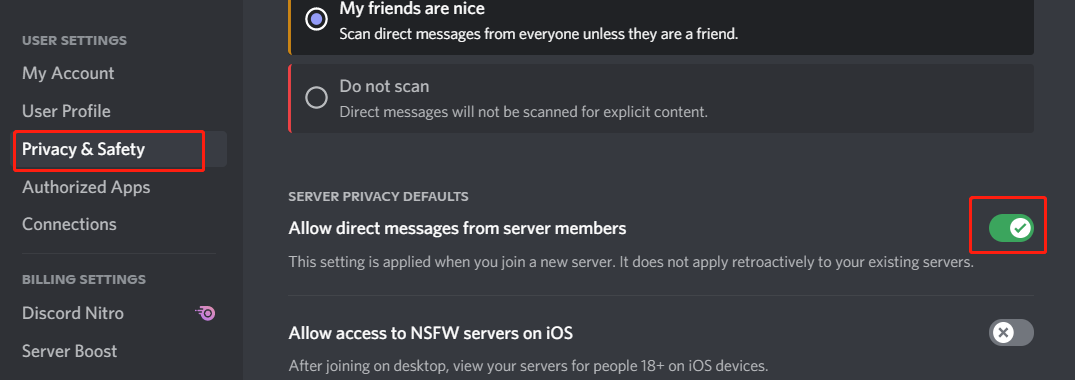 USER SETTINGS
My Account
User Profile
Privacy & Safety
Authorized Apps
Connections
BILLING SETTINGS
Discord Nitro
Server Boost
My friends are nice
Scan direct messages from everyone unless they are a friend.
Do not scan
Direct messages will not be scanned for explicit content.
SERVER PRIVACY DEFAULTS
Allow direct messages from server members
This setting is applied when you join a new server. It does not apply retroactively to your existing servers.
Allow access to NSFW servers on iOS
After joining on desktop, view your servers for people 18+ on iOS devices.